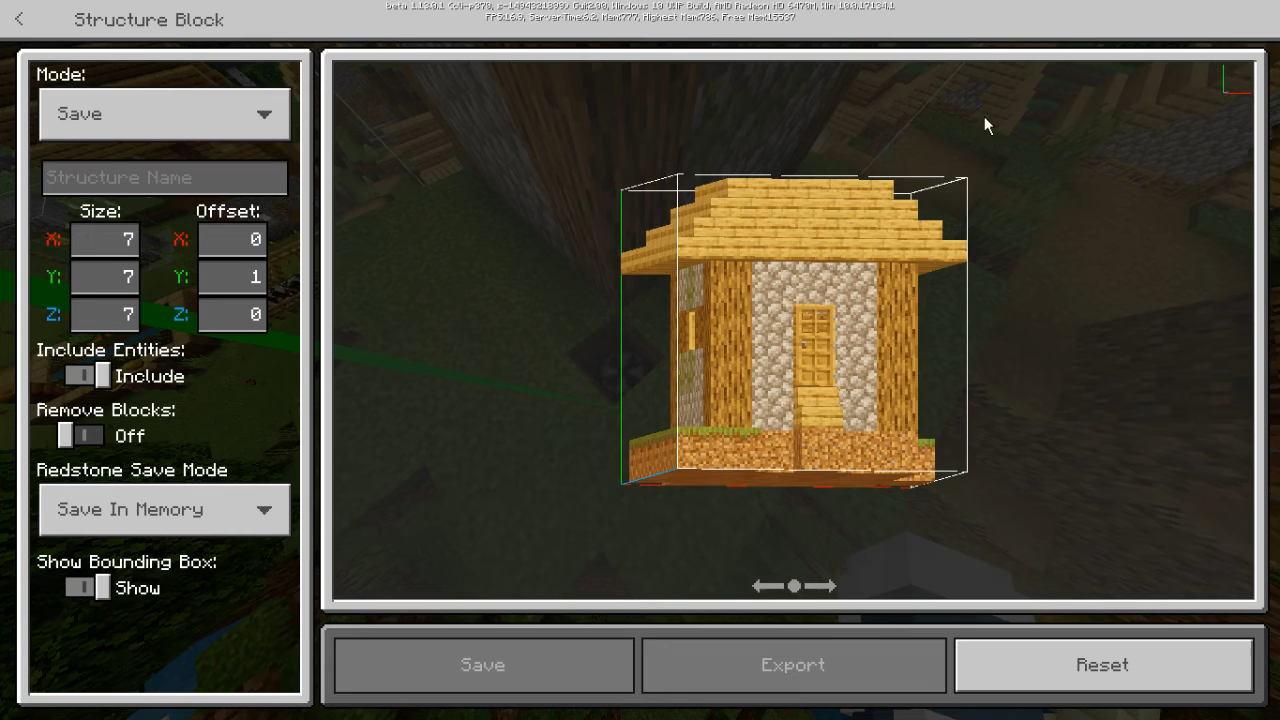 Structure Block
Mode:
Save
Structure Name
Size:
Offset:
X: 7
X: 0
Y: 7
Y: 1
Z: 7
Z: 0
Include Entities:
Include
Remove Blocks:
Off
Redstone Save Mode
Save In Memory
Show Bounding Box:
Show
Save
Export
Reset